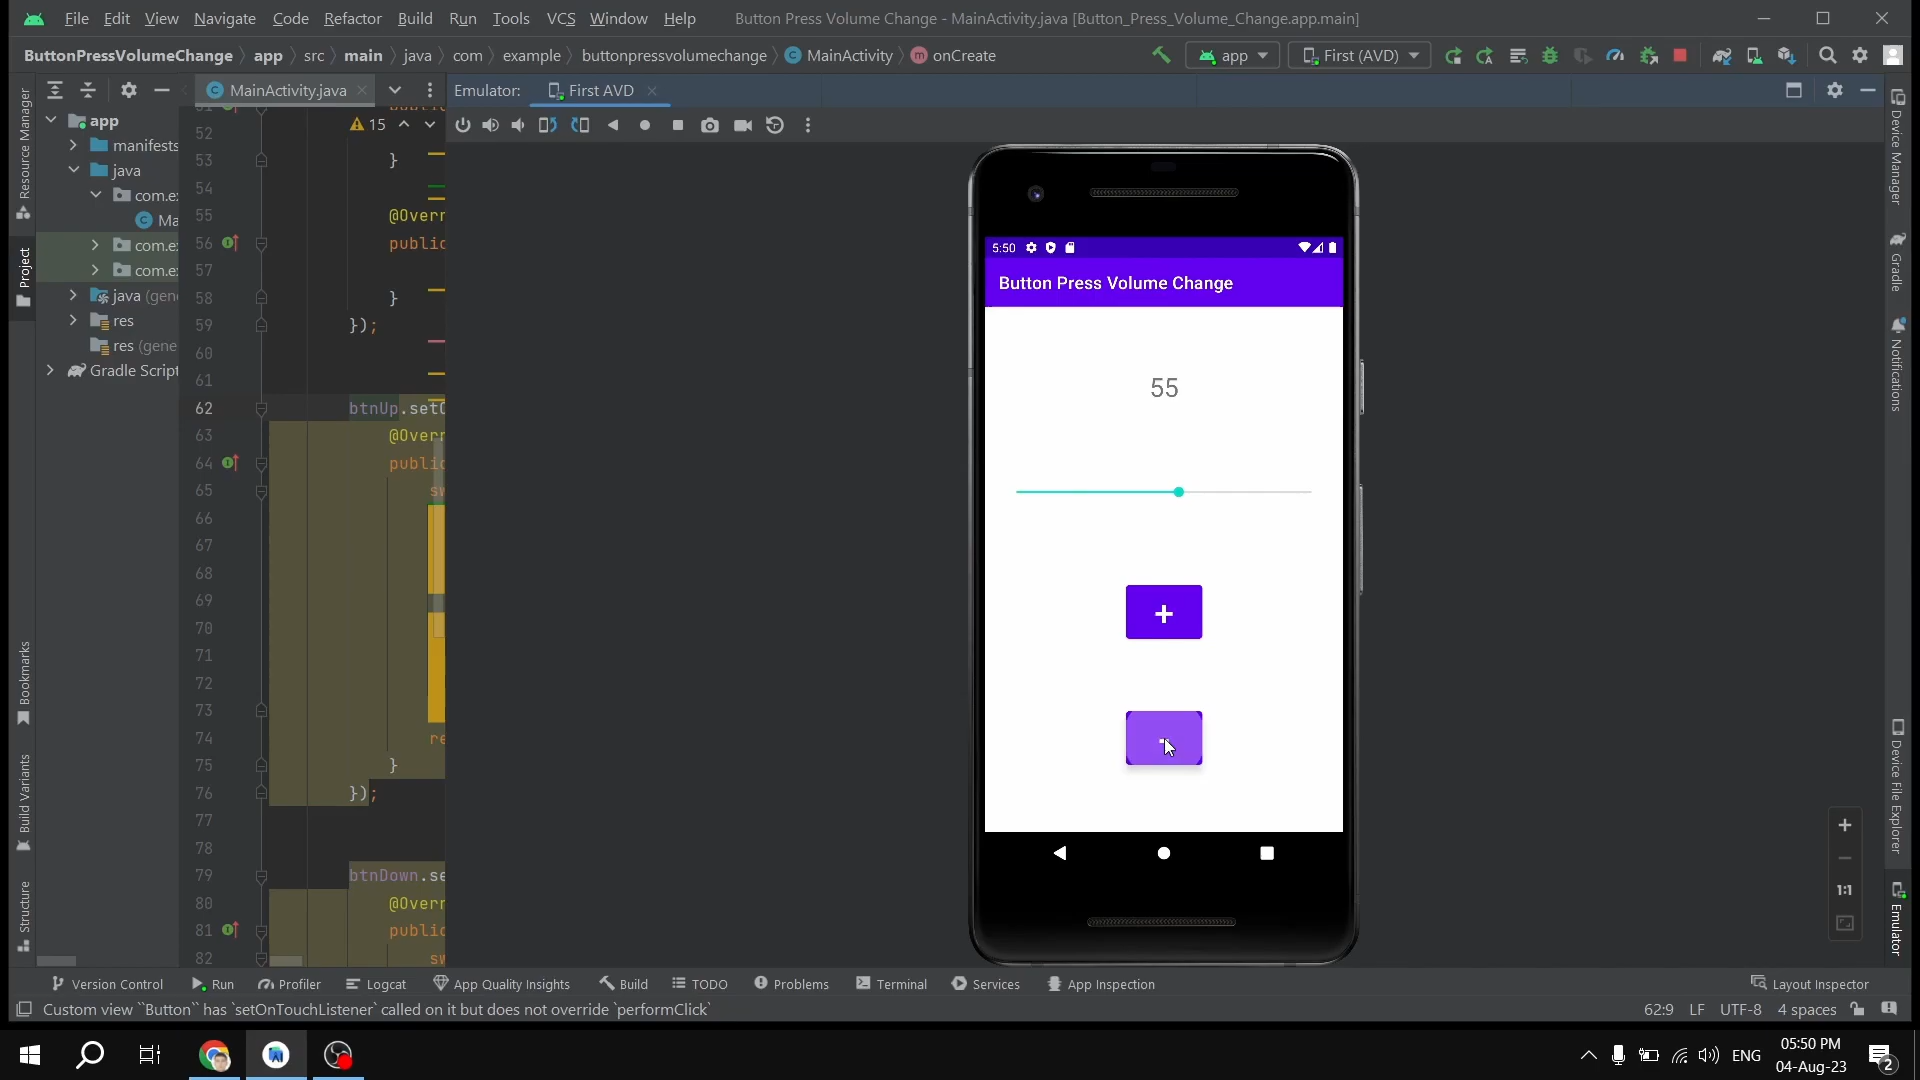 File Edit View Navigate Code Refactor Build Run Tools VCS Window Help Button Press Volume Change - MainActivity.java [Button_Press_Volume_Change.app.main]
ButtonPressVolumeChange app src main java com example buttonpressvolumechange MainActivity onCreate app First (AVD)
MainActivity.java
Emulator: First AVD
Resource Manager
Project
Bookmarks
Build Variants
Structure
app
manifests
java
com.e
Ma
com.e
com.e
java (gen
res
res (gene
Gradle Script
15
52
53 }
54
55 @Overr
56 public
57
58 }
59 });
60
61
62 btnUp.set
63 @Overr
64 public
65 sw
66
67
68
69
70
71
72
73
74 re
75 }
76 });
77
78
79 btnDown.se
80 @Overr
81 public
82 sw
5:50
Button Press Volume Change
55
+
1:1
Device Manager
Gradle
Notifications
Device File Explorer
Emulator
Version Control Run Profiler Logcat App Quality Insights Build TODO Problems Terminal Services App Inspection Layout Inspector
Custom view ``Button`` has `setOnTouchListener` called on it but does not override `performClick` 62:9 LF UTF-8 4 spaces
ENG
05:50 PM
04-Aug-23
2